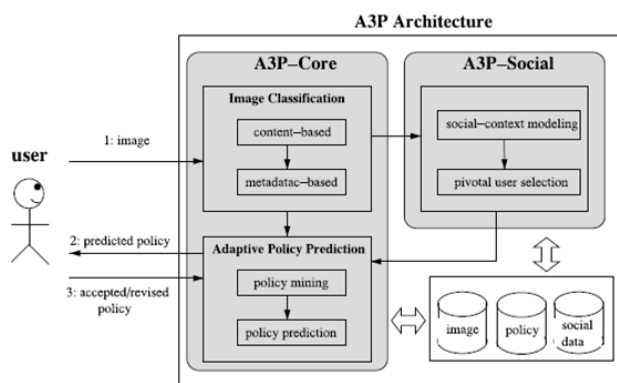 A3P Architecture
A3P–Core
A3P–Social
Image Classification
content–based
metadatac–based
social–context modeling
pivotal user selection
user
1: image
2: predicted policy
3: accepted/revised
policy
Adaptive Policy Prediction
policy mining
policy prediction
image
policy
social
data